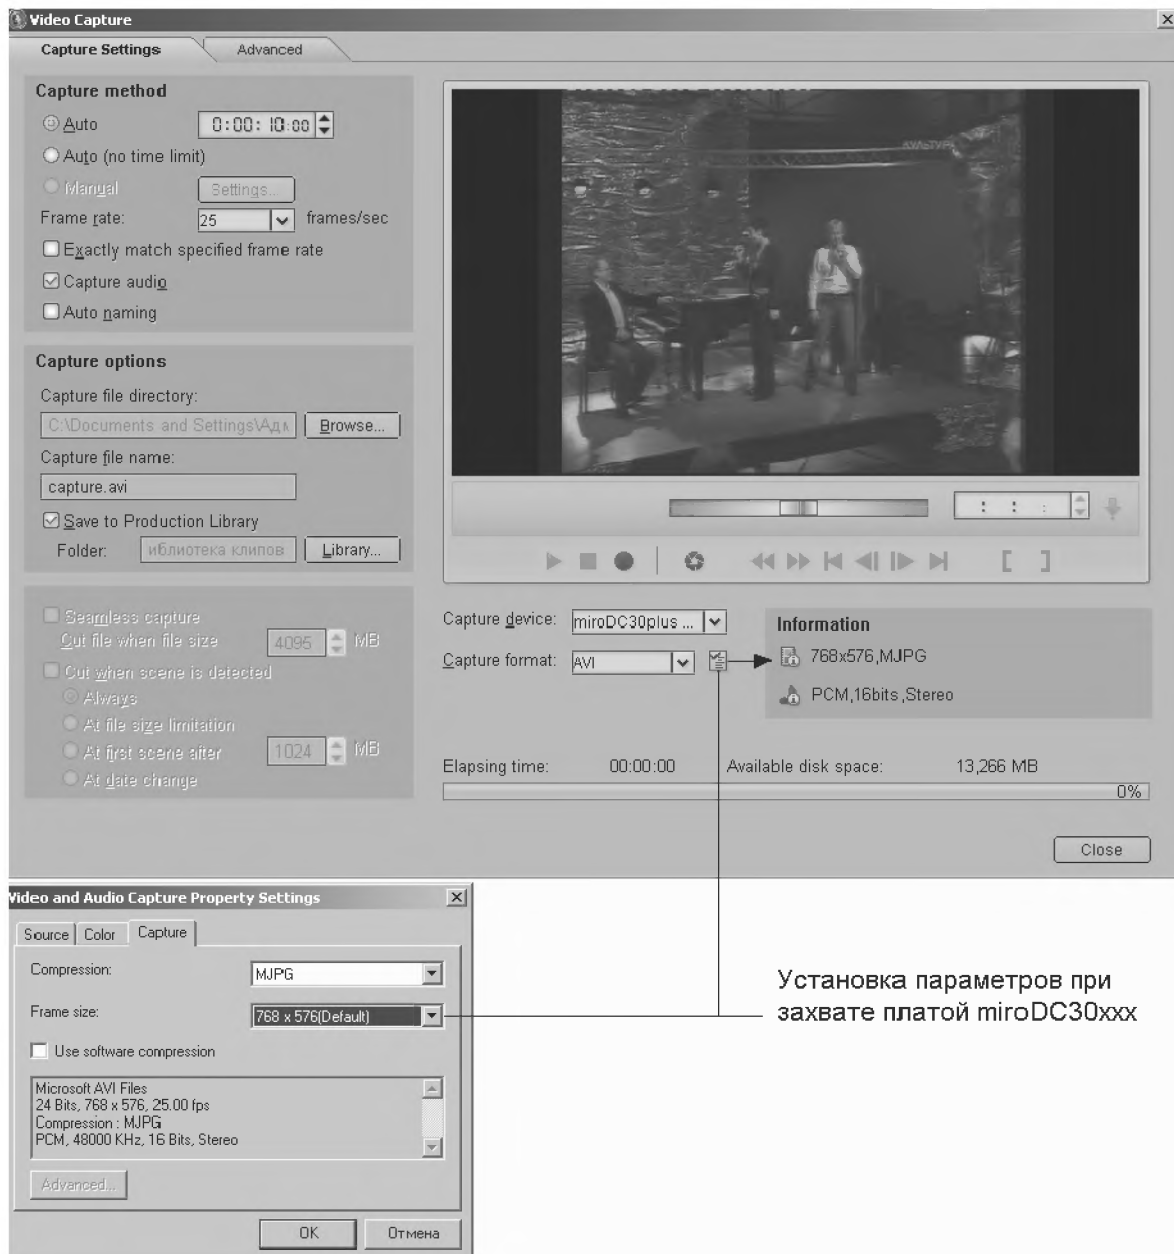 Video Capture
Capture Settings
Advanced
Capture method
Auto
0:00:10:00
Auto (no time limit)
Manual
Settings...
Frame rate:
25
frames/sec
Exactly match specified frame rate
Capture audio
Auto naming
Capture options
Capture file directory:
C:\Documents and Settings\Адм
Browse...
Capture file name:
capture.avi
Save to Production Library
Folder:
иблиотека клипов
Library...
Seamless capture
Cut file when file size
4095
MB
Cut when scene is detected
Always
At file size limitation
At first scene after
1024
MB
At date change
Capture device:
miroDC30plus ...
Capture format:
AVI
Information
768x576,MJPG
PCM,16bits,Stereo
Elapsing time:
00:00:00
Available disk space:
13,266 MB
0%
Close
Video and Audio Capture Property Settings
Source
Color
Capture
Compression:
MJPG
Frame size:
768 x 576(Default)
Use software compression
Microsoft AVI Files
24 Bits, 768 x 576, 25.00 fps
Compression : MJPG
PCM, 48000 KHz, 16 Bits, Stereo
Advanced...
OK
Отмена
Установка параметров при
захвате платой miroDC30xxx